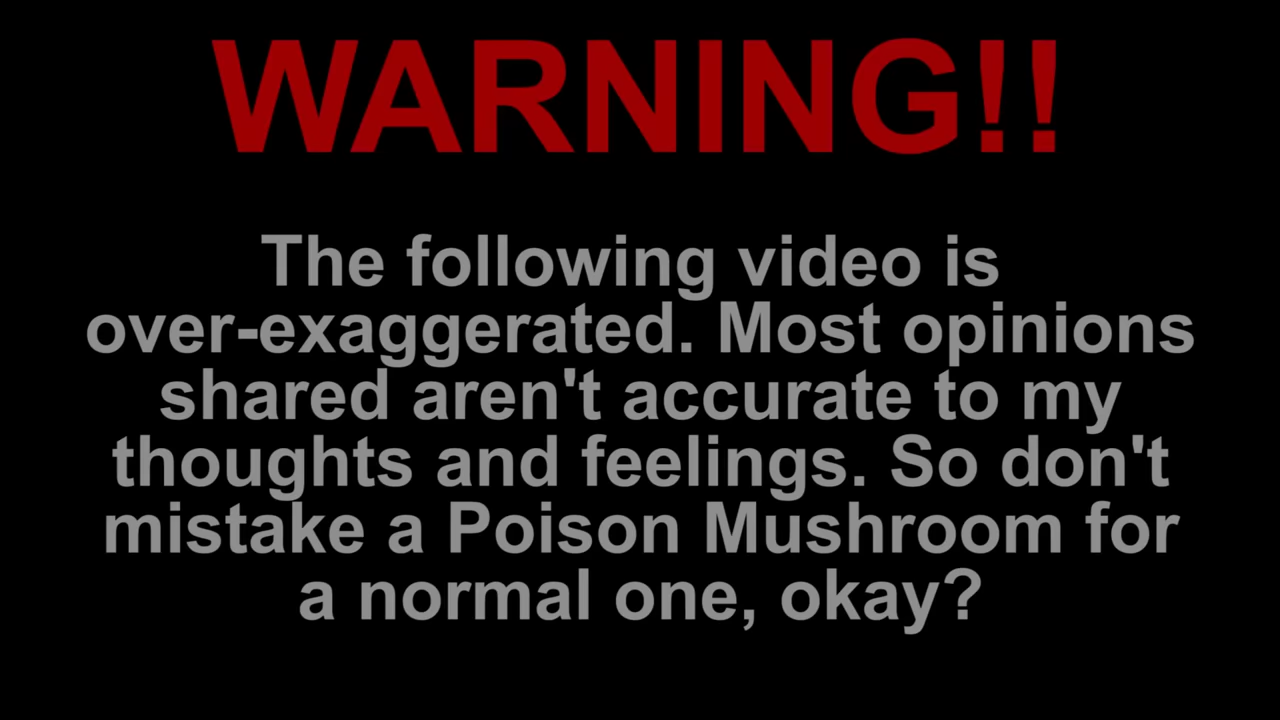 WARNING!!
The following video is
over-exaggerated. Most opinions
shared aren't accurate to my
thoughts and feelings. So don't
mistake a Poison Mushroom for
a normal one, okay?